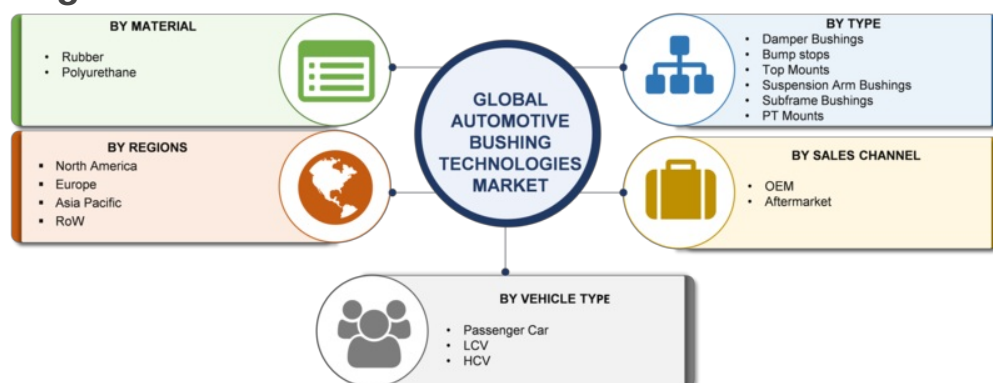 BY MATERIAL
• Rubber
• Polyurethane
BY REGIONS
▪ North America
▪ Europe
▪ Asia Pacific
▪ RoW
GLOBAL
AUTOMOTIVE
BUSHING
TECHNOLOGIES
MARKET
BY TYPE
• Damper Bushings
• Bump stops
• Top Mounts
• Suspension Arm Bushings
• Subframe Bushings
• PT Mounts
BY SALES CHANNEL
• OEM
• Aftermarket
BY VEHICLE TYPE
• Passenger Car
• LCV
• HCV